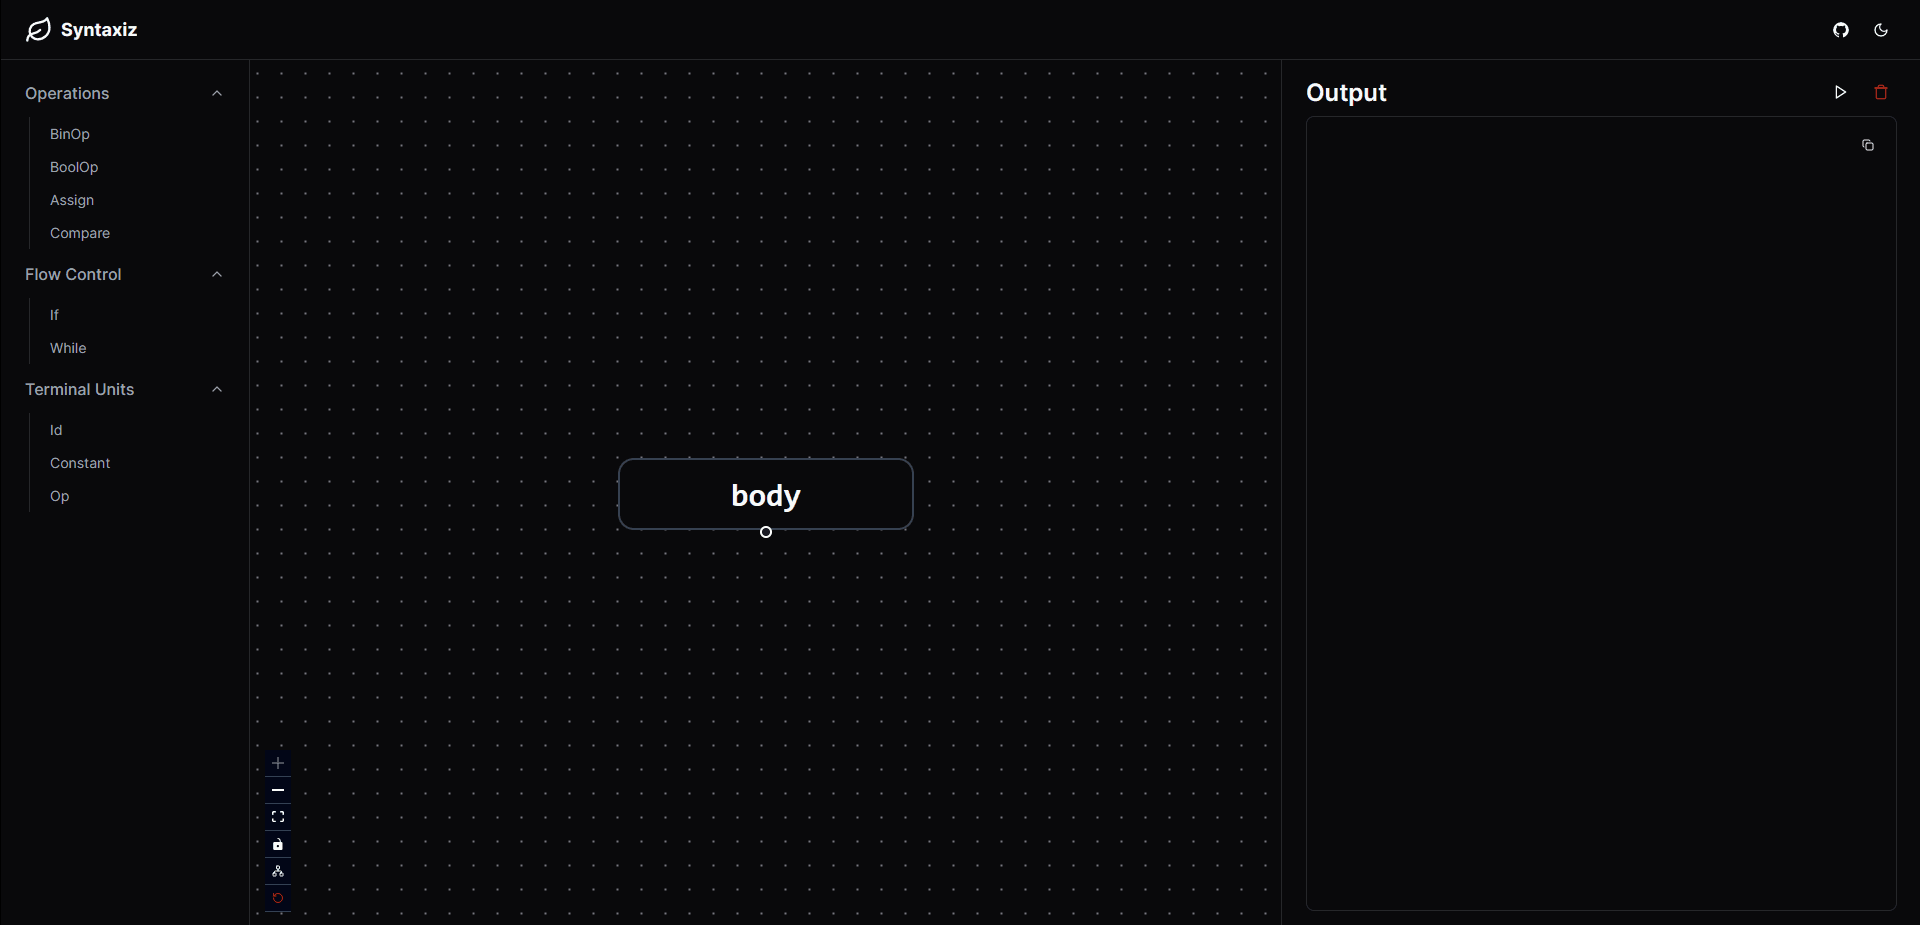 Syntaxiz
Operations
BinOp
BoolOp
Assign
Compare
Flow Control
If
While
Terminal Units
Id
Constant
Op
body
Output